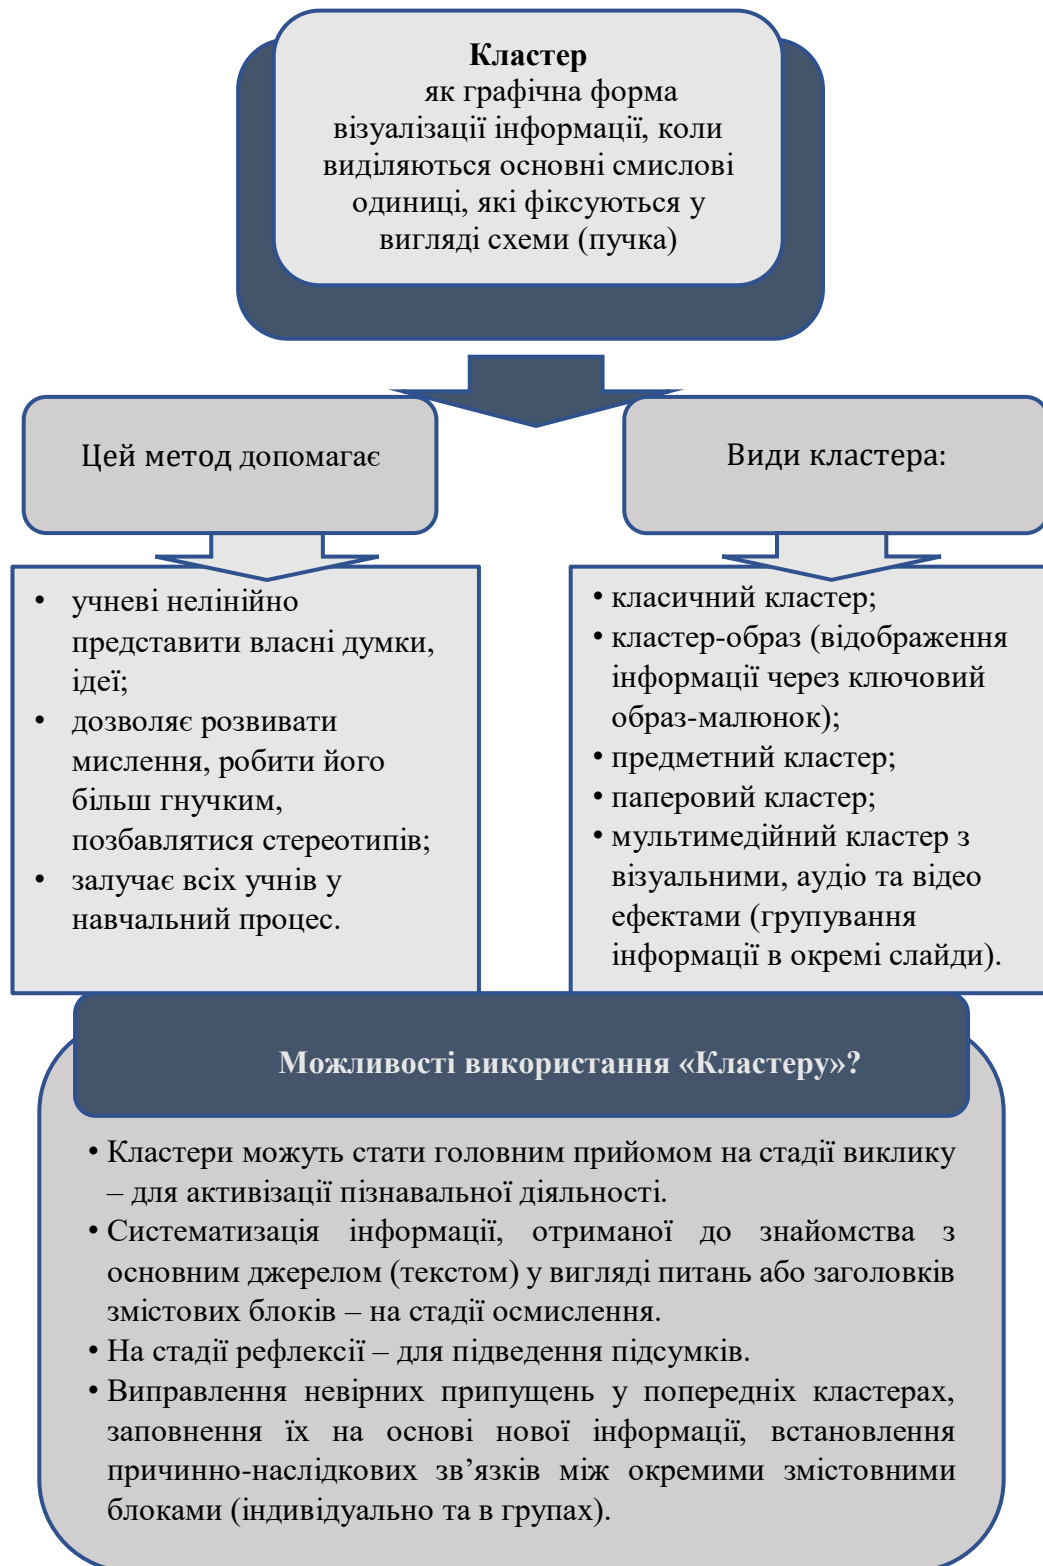 Кластер
як графічна форма
візуалізації інформації, коли
виділяються основні смислові
одиниці, які фіксуються у
вигляді схеми (пучка)
Цей метод допомагає
• учневі нелінійно
представити власні думки,
ідеї;
• дозволяє розвивати
мислення, робити його
більш гнучким,
позбавлятися стереотипів;
• залучає всіх учнів у
навчальний процес.
Види кластера:
• класичний кластер;
• кластер-образ (відображення
інформації через ключовий
образ-малюнок);
• предметний кластер;
• паперовий кластер;
• мультимедійний кластер з
візуальними, аудіо та відео
ефектами (групування
інформації в окремі слайди).
Можливості використання «Кластеру»?
• Кластери можуть стати головним прийомом на стадії виклику
– для активізації пізнавальної діяльності.
• Систематизація інформації, отриманої до знайомства з
основним джерелом (текстом) у вигляді питань або заголовків
змістових блоків – на стадії осмислення.
• На стадії рефлексії – для підведення підсумків.
• Виправлення невірних припущень у попередніх кластерах,
заповнення їх на основі нової інформації, встановлення
причинно-наслідкових зв’язків між окремими змістовними
блоками (індивідуально та в групах).